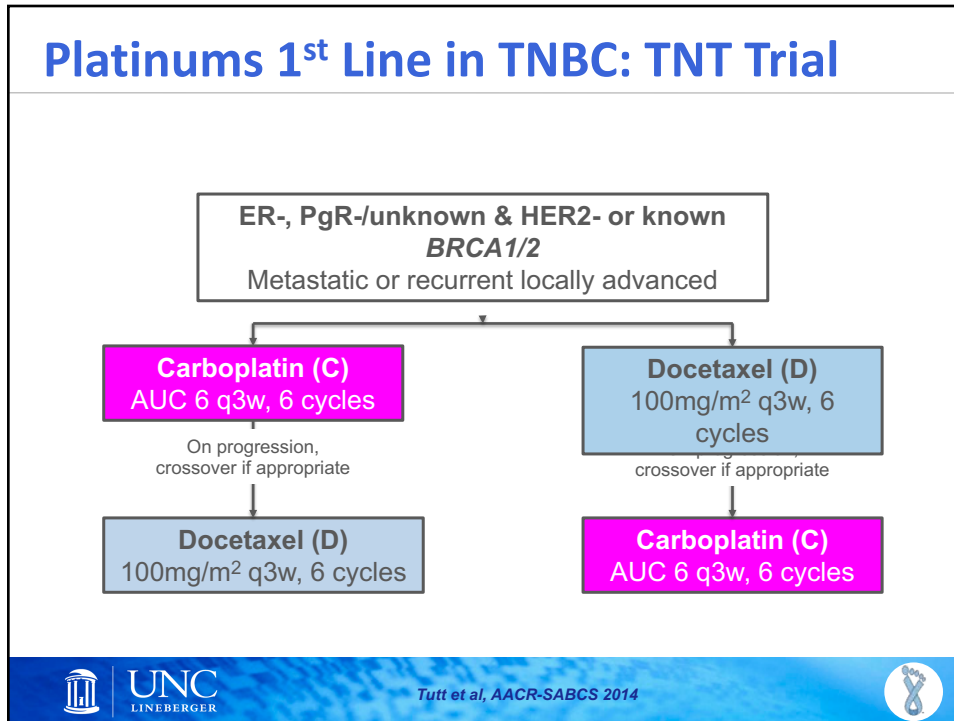 Platinums 1st Line in TNBC: TNT Trial
ER-, PgR-/unknown & HER2- or known
BRCA1/2
Metastatic or recurrent locally advanced
Carboplatin (C)
AUC 6 q3w, 6 cycles
On progression,
crossover if appropriate
Docetaxel (D)
100mg/m2 q3w, 6 cycles
Docetaxel (D)
100mg/m2 q3w, 6
cycles
crossover if appropriate
Carboplatin (C)
AUC 6 q3w, 6 cycles
UNC
LINEBERGER
Tutt et al, AACR-SABCS 2014